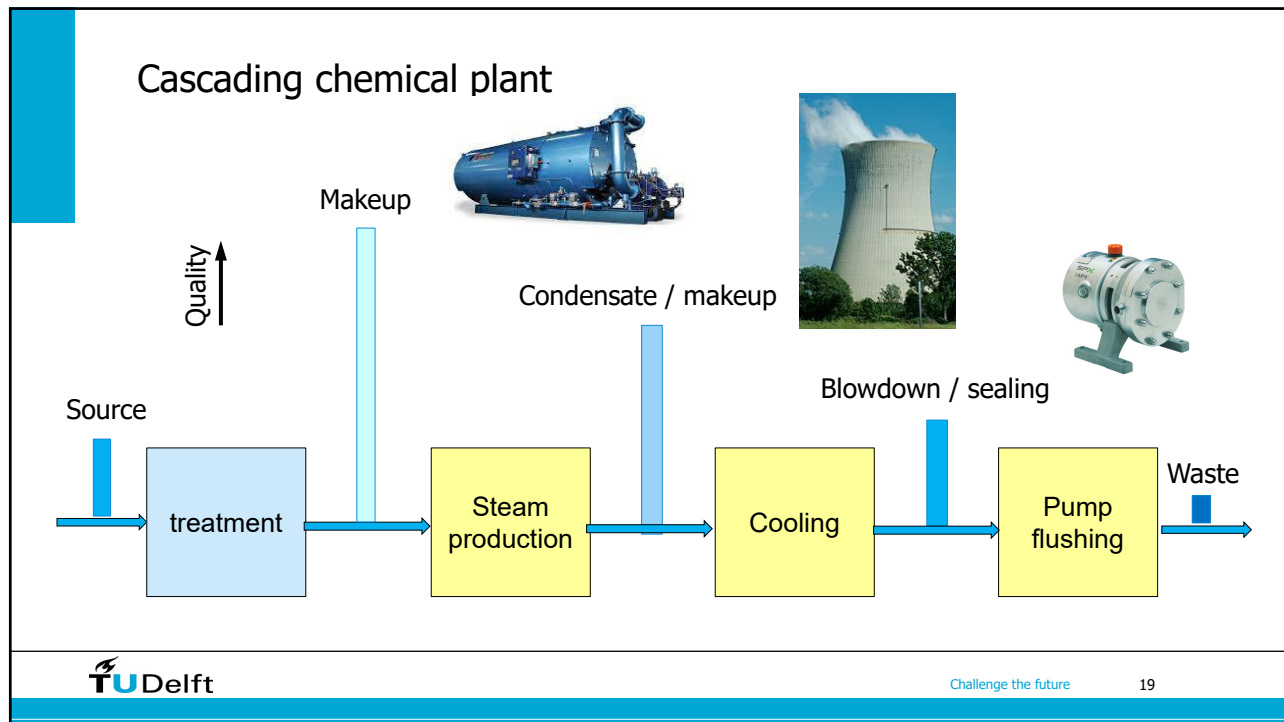 Cascading chemical plant
Makeup
Quality
Condensate / makeup
Blowdown / sealing
Source
Waste
treatment
Steam
production
Cooling
Pump
flushing
TUDelft
Challenge the future
19